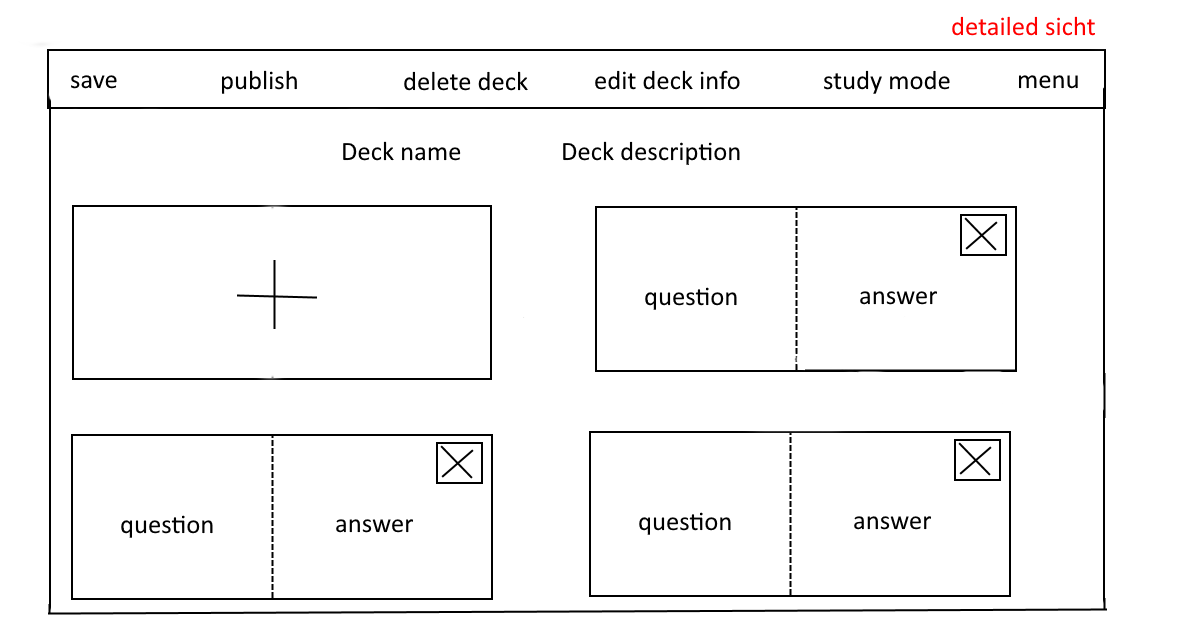 detailed sicht
save publish delete deck edit deck info study mode menu
Deck name Deck description
question answer
question answer
question answer